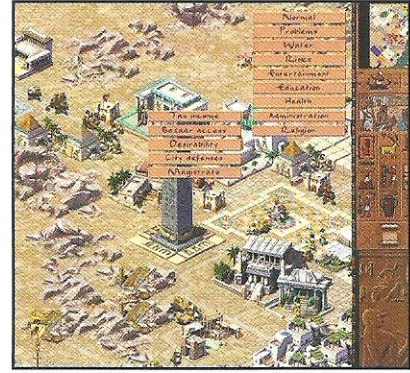 Normal
Problems
Water
Risks
Entertainment
Education
Health
Administration
Religion
Tax income
Bazaar access
Desirability
City defenses
Magistrate